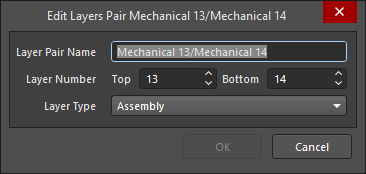 Edit Layers Pair Mechanical 13/Mechanical 14
Layer Pair Name Mechanical 13/Mechanical 14
Layer Number Top 13 Bottom 14
Layer Type Assembly
OK Cancel